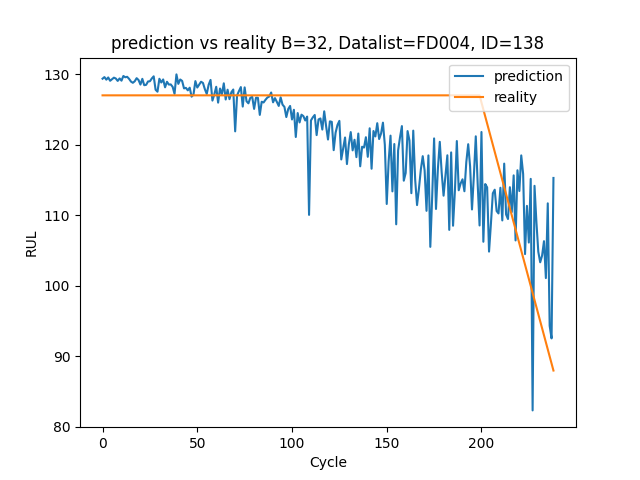 prediction vs reality B=32, Datalist=FD004, ID=138
prediction
reality
130
120
110
100
90
80
RUL
0 50 100 150 200
Cycle